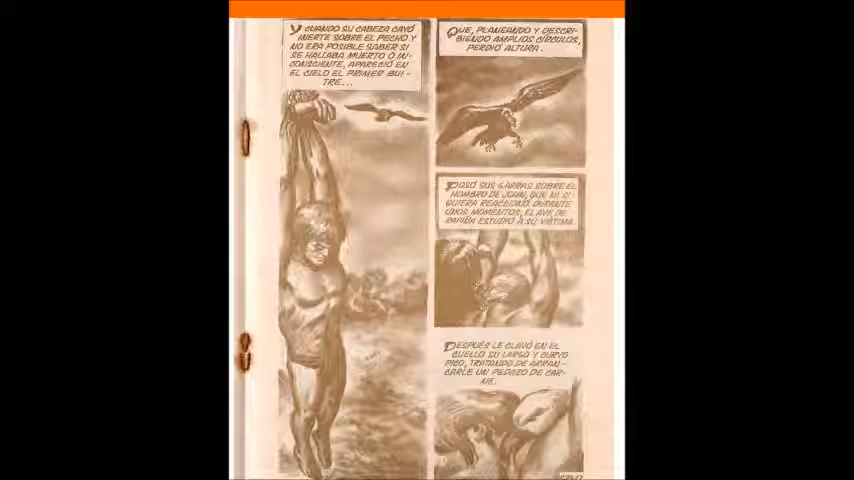 Y CUANDO SU CABEZA CAYÓ
INERTE SOBRE EL PECHO Y
NO ERA POSIBLE SABER SI
SE HALLABA MUERTO O IN-
CONSCIENTE, APARECIÓ EN
EL CIELO EL PRIMER BUI-
TRE...
QUE, PLANEANDO Y DESCRI-
BIENDO AMPLIOS CÍRCULOS,
PERDIÓ ALTURA.
POSÓ SUS GARRAS SOBRE EL
HOMBRO DE JOHN, QUE NI SI-
QUIERA REACCIONÓ. DURANTE
UNOS MOMENTOS, EL AVE DE
RAPIÑA ESTUDIÓ A SU VÍCTIMA.
DESPUÉS LE CLAVÓ EN EL
CUELLO SU LARGO Y CURVO
PICO, TRATANDO DE ARRAN-
CARLE UN PEDAZO DE CAR-
NE.